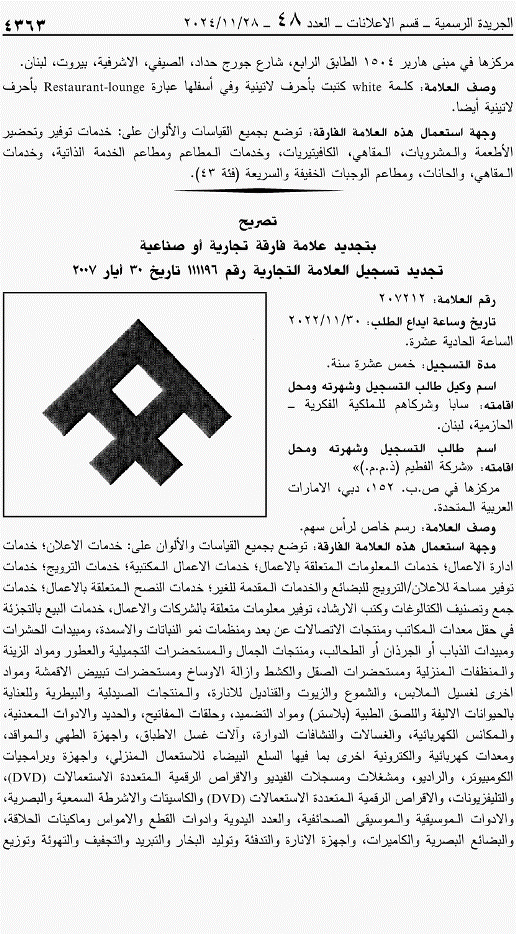 الجريدة الرسمية ــ قسم الاعلانات ــ العدد ٤٨ ــ ٢٠٢٤/١١/٢٨
٤٣٦٣
مركزها في مبنى هاربر ١٥٠٤ الطابق الرابع، شارع جورج حداد، الصيفي، الاشرفية، بيروت، لبنان.
وصف العلامة: كلمة white كتبت بأحرف لاتينية وفي أسفلها عبارة Restaurant-lounge بأحرف
لاتينية أيضا.
وجهة استعمال هذه العلامة الفارقة: توضع بجميع القياسات والألوان على: خدمات توفير وتحضير
الأطعمة والمشروبات، المقاهي، الكافيتيريات، وخدمات المطاعم ومطاعم الخدمة الذاتية، وخدمات
المقاهي، والحانات، ومطاعم الوجبات الخفيفة والسريعة (فئة ٤٣).
تصريح
بتجديد علامة فارقة تجارية أو صناعية
تجديد تسجيل العلامة التجارية رقم ١١١١٩٦ تاريخ ٣٠ أيار ٢٠٠٧
رقم العلامة: ٢٠٧٢١٢
تاريخ وساعة ايداع الطلب: ٢٠٢٢/١١/٣٠
الساعة الحادية عشرة.
مدة التسجيل: خمس عشرة سنة.
اسم وكيل طالب التسجيل وشهرته ومحل
اقامته: سابا وشركاهم للملكية الفكرية ــ
الحازمية، لبنان.
اسم طالب التسجيل وشهرته ومحل
اقامته: «شركة الفطيم (ذ.م.م.)»
مركزها في ص.ب. ١٥٢، دبي، الامارات
العربية المتحدة.
وصف العلامة: رسم خاص لرأس سهم.
وجهة استعمال هذه العلامة الفارقة: توضع بجميع القياسات والألوان على: خدمات الاعلان؛ خدمات
ادارة الاعمال؛ خدمات المعلومات المتعلقة بالاعمال؛ خدمات الاعمال المكتبية؛ خدمات الترويج؛ خدمات
توفير مساحة للاعلان/الترويج للبضائع والخدمات المقدمة للغير؛ خدمات النصح المتعلقة بالاعمال؛ خدمات
جمع وتصنيف الكتالوغات وكتب الارشاد، توفير معلومات متعلقة بالشركات والاعمال، خدمات البيع بالتجزئة
في حقل معدات المكاتب ومنتجات الاتصالات عن بعد ومنظمات نمو النباتات والاسمدة، ومبيدات الحشرات
ومبيدات الذباب أو الجرذان أو الطحالب، ومنتجات الجمال والمستحضرات التجميلية والعطور ومواد الزينة
والمنظفات المنزلية ومستحضرات الصقل والكشط وازالة الاوساخ ومستحضرات تبييض الاقمشة ومواد
اخرى لغسيل الملابس، والشموع والزيوت والقناديل للانارة، والمنتجات الصيدلية والبيطرية وللعناية
بالحيوانات الاليفة واللصق الطبية (بلاستر) ومواد التضميد، وحلقات المفاتيح، والحديد والادوات المعدنية،
والمكانس الكهربائية، والغسالات والنشافات الدوارة، وآلات غسل الاطباق، واجهزة الطهي والمواقد،
ومعدات كهربائية والكترونية اخرى بما فيها السلع البيضاء للاستعمال المنزلي، واجهزة وبرامجيات
الكومبيوتر، والراديو، ومشغلات ومسجلات الفيديو والاقراص الرقمية المتعددة الاستعمالات (DVD)،
والتليفزيونات، والاقراص الرقمية المتعددة الاستعمالات (DVD) والكاسيتات والاشرطة السمعية والبصرية،
والادوات الموسيقية والموسيقى الصحائفية، والعدد اليدوية وادوات القطع والامواس وماكينات الحلاقة،
والبضائع البصرية والكاميرات، واجهزة الانارة والتدفئة وتوليد البخار والتبريد والتجفيف والتهوئة وتوزيع